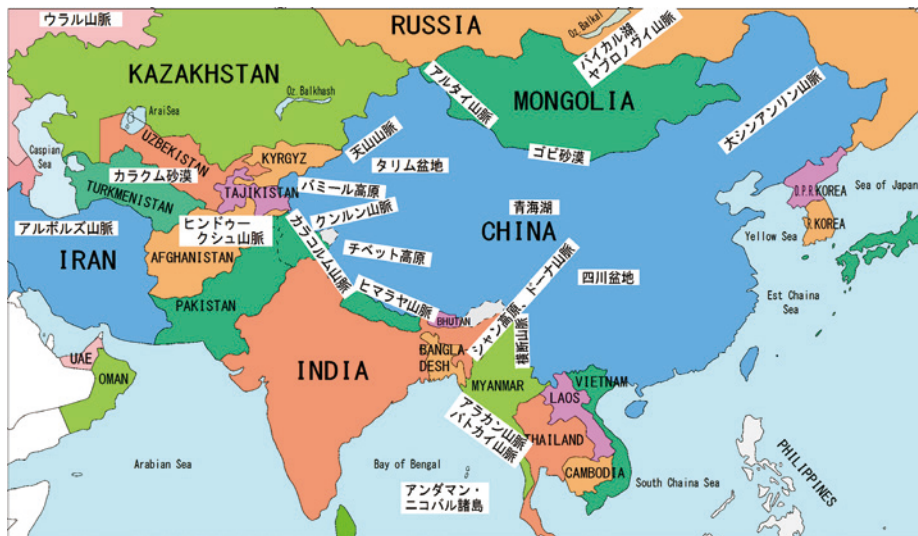 ウラル山脈
RUSSIA
Oz.Baikal
バイカル湖
ヤブロノヴィ山脈
KAZAKHSTAN
Oz.Balkhash
アルタイ山脈
MONGOLIA
大シンアンリン山脈
Arai Sea
Caspian
Sea
UZBEKISTAN
天山山脈
ゴビ砂漠
カラクム砂漠
KYRGYZ
タリム盆地
TURKMENISTAN
TAJIKISTAN
パミール高原
D.P.R.KOREA
Sea of Japan
アルボルズ山脈
ヒンドゥー
クシュ山脈
クンルン山脈
青海湖
R.KOREA
IRAN
AFGHANISTAN
カラコルム山脈
チベット高原
CHINA
Yellow Sea
PAKISTAN
ヒマラヤ山脈
シャン高原
ドーナ山脈
四川盆地
Est Chaina
Sea
BHUTAN
横断山脈
UAE
OMAN
INDIA
BANGLA
DESH
MYANMAR
VIETNAM
LAOS
アラカン山脈
パトカイ山脈
THAILAND
Arabian Sea
Bay of Bengal
CAMBODIA
South Chaina Sea
PHILIPPINES
アンダマン・
ニコバル諸島